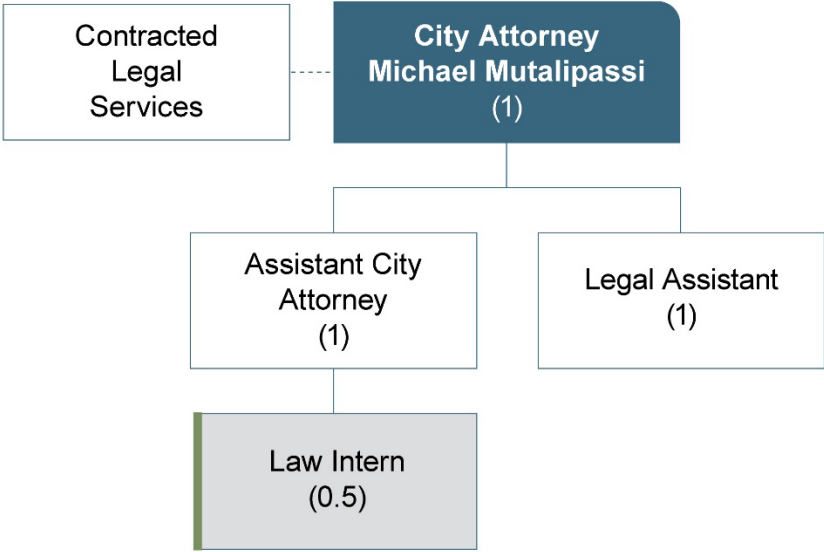 Contracted
Legal
Services
City Attorney
Michael Mutalipassi
(1)
Assistant City
Attorney
(1)
Legal Assistant
(1)
Law Intern
(0.5)